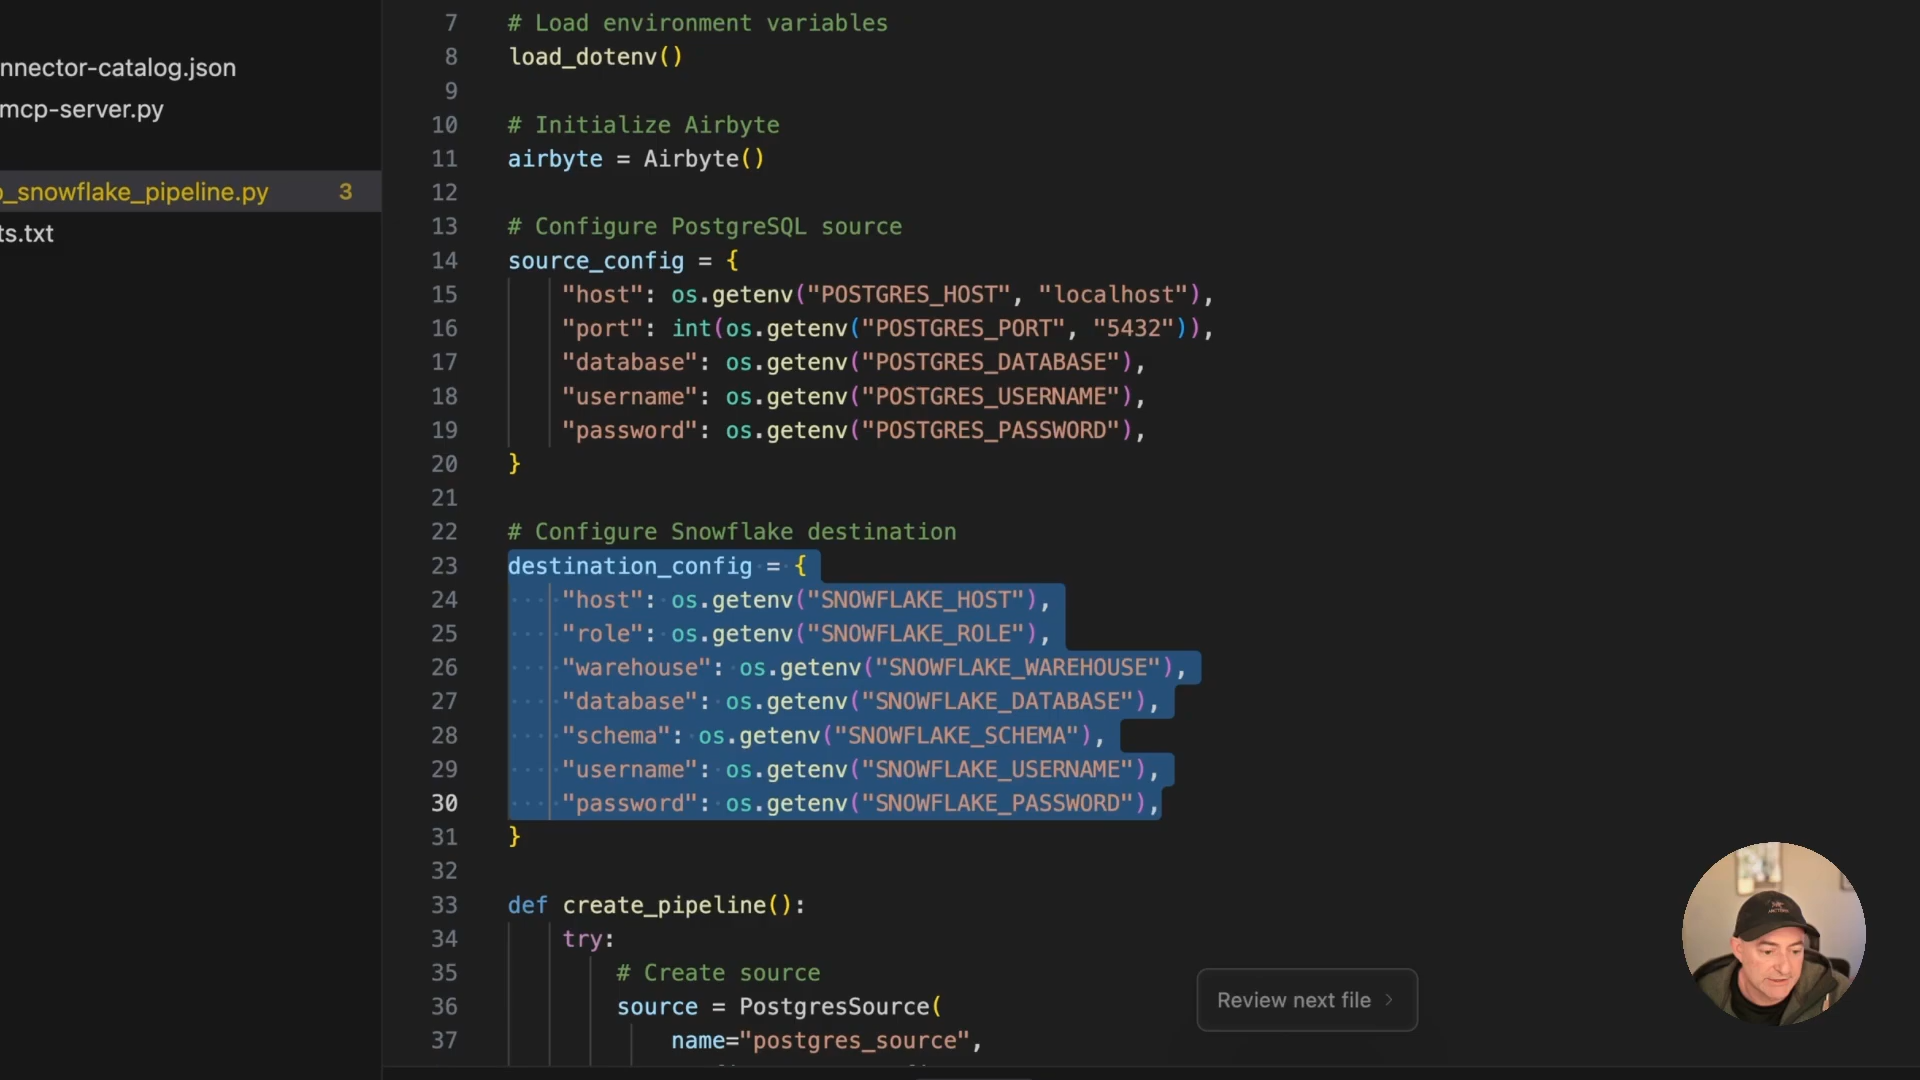 nnector-catalog.json
mcp-server.py
o_snowflake_pipeline.py 3
ts.txt
7 # Load environment variables
8 load_dotenv()
9
10 # Initialize Airbyte
11 airbyte = Airbyte()
12
13 # Configure PostgreSQL source
14 source_config = {
15 "host": os.getenv("POSTGRES_HOST", "localhost"),
16 "port": int(os.getenv("POSTGRES_PORT", "5432")),
17 "database": os.getenv("POSTGRES_DATABASE"),
18 "username": os.getenv("POSTGRES_USERNAME"),
19 "password": os.getenv("POSTGRES_PASSWORD"),
20 }
21
22 # Configure Snowflake destination
23 destination_config = {
24 "host": os.getenv("SNOWFLAKE_HOST"),
25 "role": os.getenv("SNOWFLAKE_ROLE"),
26 "warehouse": os.getenv("SNOWFLAKE_WAREHOUSE"),
27 "database": os.getenv("SNOWFLAKE_DATABASE"),
28 "schema": os.getenv("SNOWFLAKE_SCHEMA"),
29 "username": os.getenv("SNOWFLAKE_USERNAME"),
30 "password": os.getenv("SNOWFLAKE_PASSWORD"),
31 }
32
33 def create_pipeline():
34 try:
35 # Create source
36 source = PostgresSource(
37 name="postgres_source",
Review next file